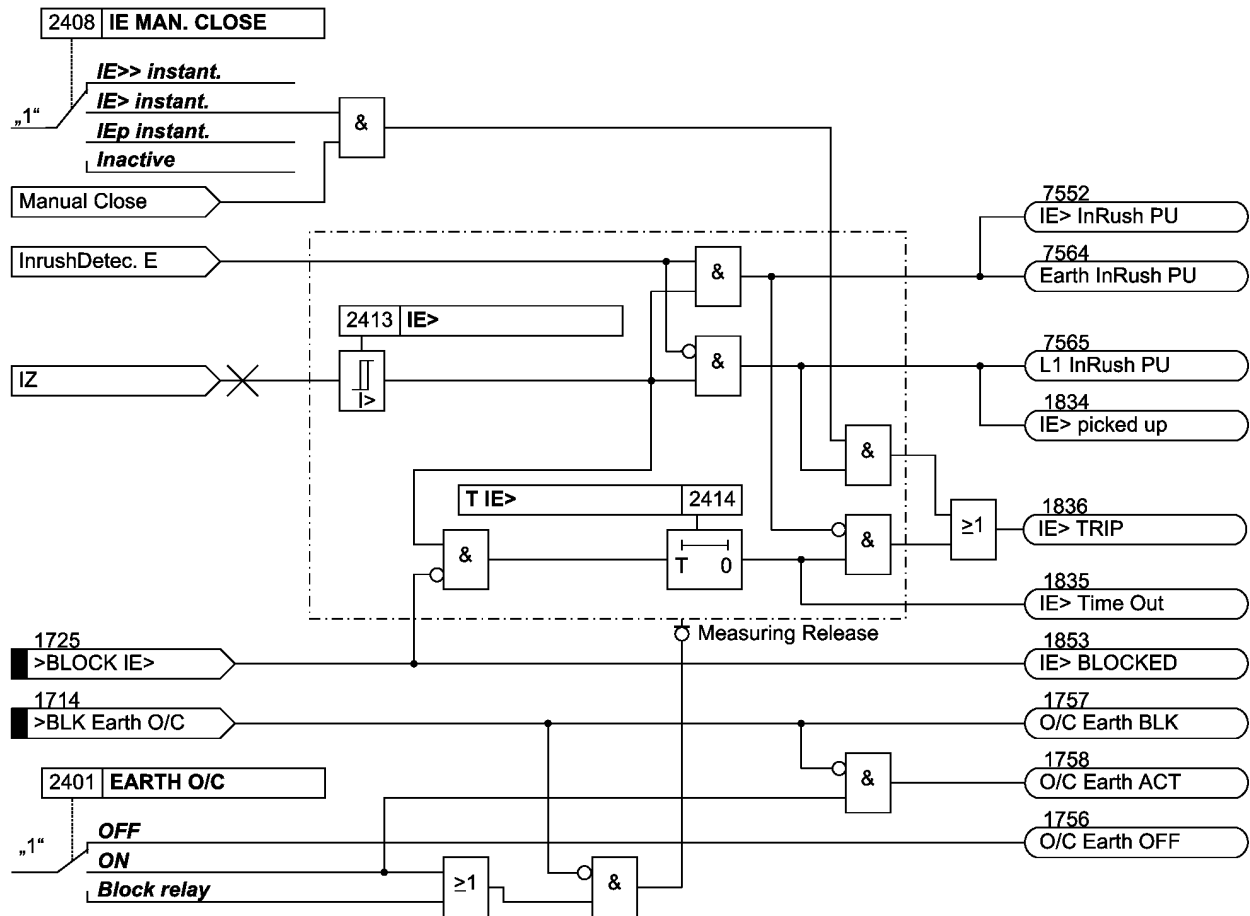 2408 IE MAN. CLOSE
IE>> instant.
„1“
IE> instant.
&
IEp instant.
Inactive
Manual Close
7552
IE> InRush PU
InrushDetec. E
&
7564
Earth InRush PU
2413 IE>
IZ
I>
&
7565
L1 InRush PU
1834
IE> picked up
&
T IE> 2414
&
T 0
&
≥1
1836
IE> TRIP
1835
IE> Time Out
Measuring Release
1725
>BLOCK IE>
1853
IE> BLOCKED
1714
>BLK Earth O/C
1757
O/C Earth BLK
2401 EARTH O/C
&
1758
O/C Earth ACT
„1“
OFF
1756
O/C Earth OFF
ON
Block relay
≥1
&